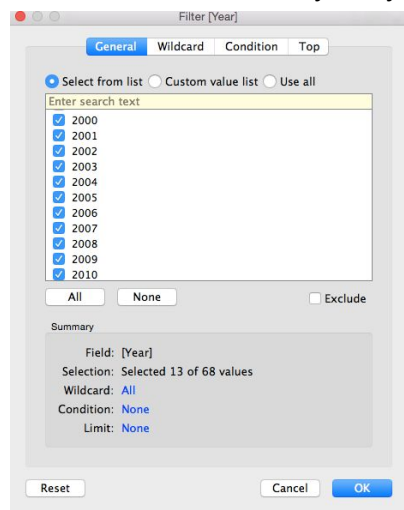 Filter [Year]
General Wildcard Condition Top
Select from list Custom value list Use all
Enter search text
2000
2001
2002
2003
2004
2005
2006
2007
2008
2009
2010
All None Exclude
Summary
Field: [Year]
Selection: Selected 13 of 68 values
Wildcard: All
Condition: None
Limit: None
Reset Cancel OK